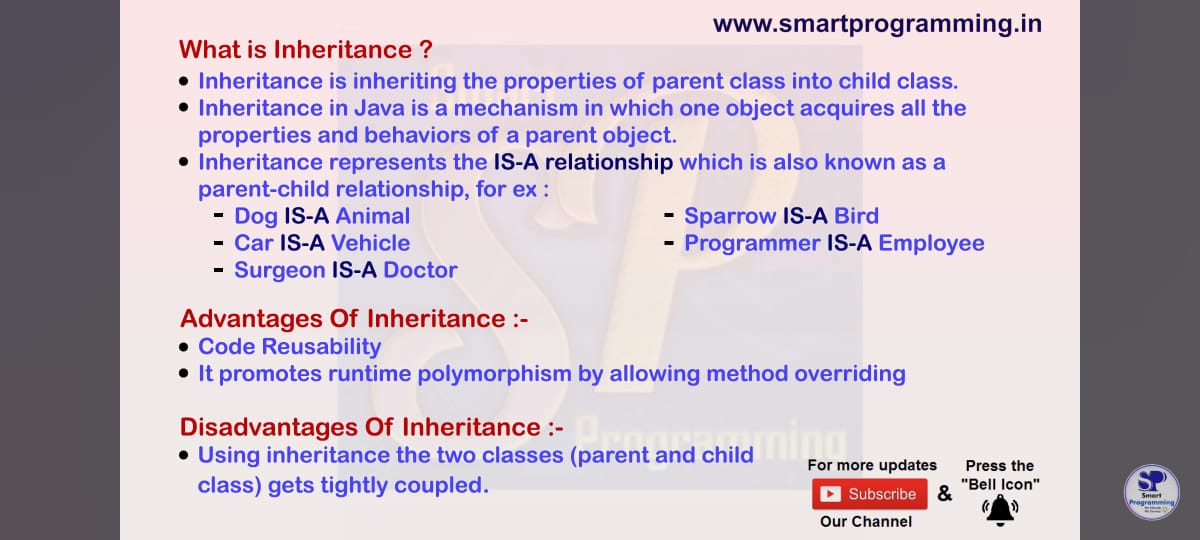 www.smartprogramming.in
What is Inheritance ?
• Inheritance is inheriting the properties of parent class into child class.
• Inheritance in Java is a mechanism in which one object acquires all the
properties and behaviors of a parent object.
• Inheritance represents the IS-A relationship which is also known as a
parent-child relationship, for ex :
- Dog IS-A Animal
- Car IS-A Vehicle
- Surgeon IS-A Doctor
- Sparrow IS-A Bird
- Programmer IS-A Employee
Advantages Of Inheritance :-
• Code Reusability
• It promotes runtime polymorphism by allowing method overriding
Disadvantages Of Inheritance :-
• Using inheritance the two classes (parent and child
class) gets tightly coupled.
For more updates
Subscribe
Our Channel
&
Press the
"Bell Icon"
Smart
SP
Programming
SP
Smart
Programming